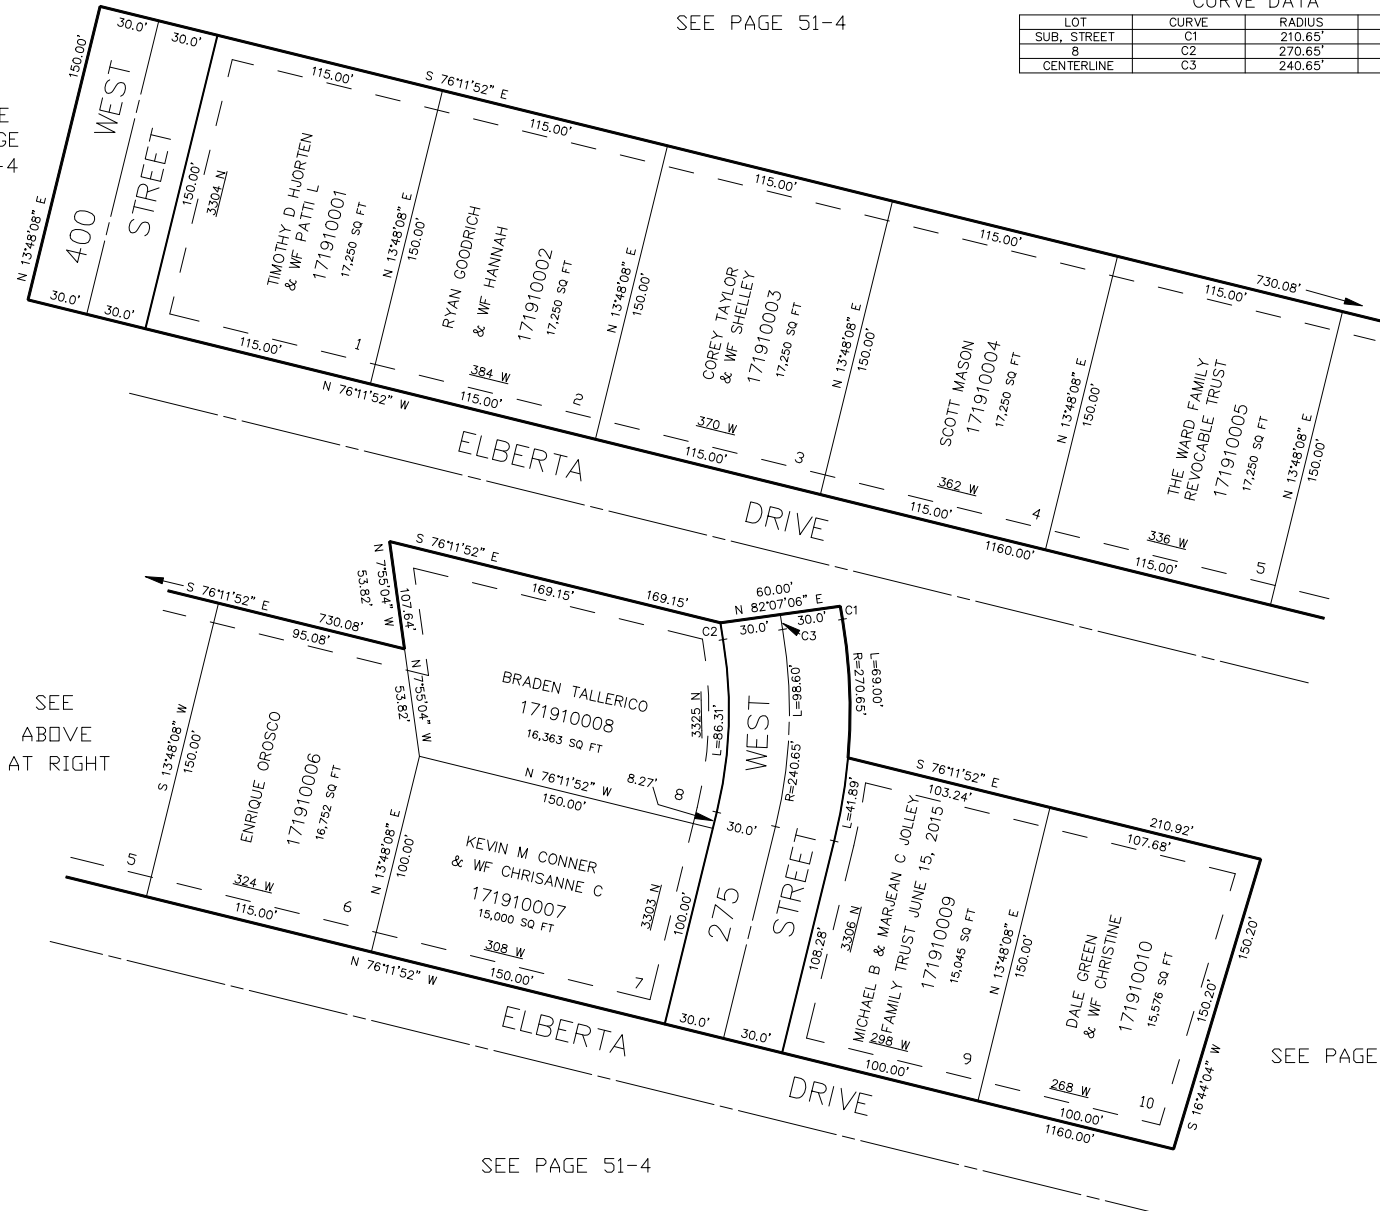 SEE PAGE 51-4
CURVE DATA
LOT CURVE RADIUS
SUB, STREET C1 210.65'
8 C2 270.65'
CENTERLINE C3 240.65'
-4
30.0'
30.0'
150.00'
N 13°48'08" E
400 WEST
STREET
30.0'
30.0'
150.00'
3304 N
115.00'
S 76°11'52" E
115.00'
115.00'
115.00'
115.00'
730.08'
TIMOTHY D HJORTEN
& WF PATTI L
171910001
17,250 SQ FT
1
115.00'
N 13°48'08" E
150.00'
RYAN GOODRICH
& WF HANNAH
171910002
17,250 SQ FT
384 W
2
115.00'
N 76°11'52" W
N 13°48'08" E
150.00'
COREY TAYLOR
& WF SHELLEY
171910003
17,250 SQ FT
370 W
3
115.00'
N 13°48'08" E
150.00'
SCOTT MASON
171910004
17,250 SQ FT
362 W
4
115.00'
1160.00'
N 13°48'08" E
150.00'
THE WARD FAMILY
REVOCABLE TRUST
171910005
17,250 SQ FT
336 W
5
115.00'
N 13°48'08" E
150.00'
ELBERTA
DRIVE
S 76°11'52" E
730.08'
95.08'
N 7°55'04" W
53.82'
107.64'
S 76°11'52" E
169.15'
169.15'
60.00'
N 82°07'06" E
C1
C2
30.0'
30.0'
C3
L=69.00'
R=270.65'
SEE
ABOVE
AT RIGHT
S 13°48'08" W
150.00'
ENRIQUE OROSCO
171910006
16,752 SQ FT
5
324 W
6
115.00'
N 7°55'04" W
53.82'
N 13°48'08" E
100.00'
BRADEN TALLERICO
171910008
16,363 SQ FT
3325 N
L=86.31'
8.27'
8
N 76°11'52" W
150.00'
KEVIN M CONNER
& WF CHRISANNE C
171910007
15,000 SQ FT
3303 N
100.00'
308 W
7
150.00'
N 76°11'52" W
275 WEST
STREET
L=98.60'
R=240.65'
30.0'
30.0'
30.0'
L=41.89'
108.28'
S 76°11'52" E
103.24'
210.92'
107.68'
3306 N
MICHAEL B & MARJEAN C JOLLEY
FAMILY TRUST JUNE 15, 2015
171910009
15,045 SQ FT
298 W
9
100.00'
N 13°48'08" E
150.00'
DALE GREEN
& WF CHRISTINE
171910010
15,576 SQ FT
268 W
10
100.00'
1160.00'
150.20'
150.20'
S 16°44'04" W
SEE PAGE
ELBERTA
DRIVE
SEE PAGE 51-4